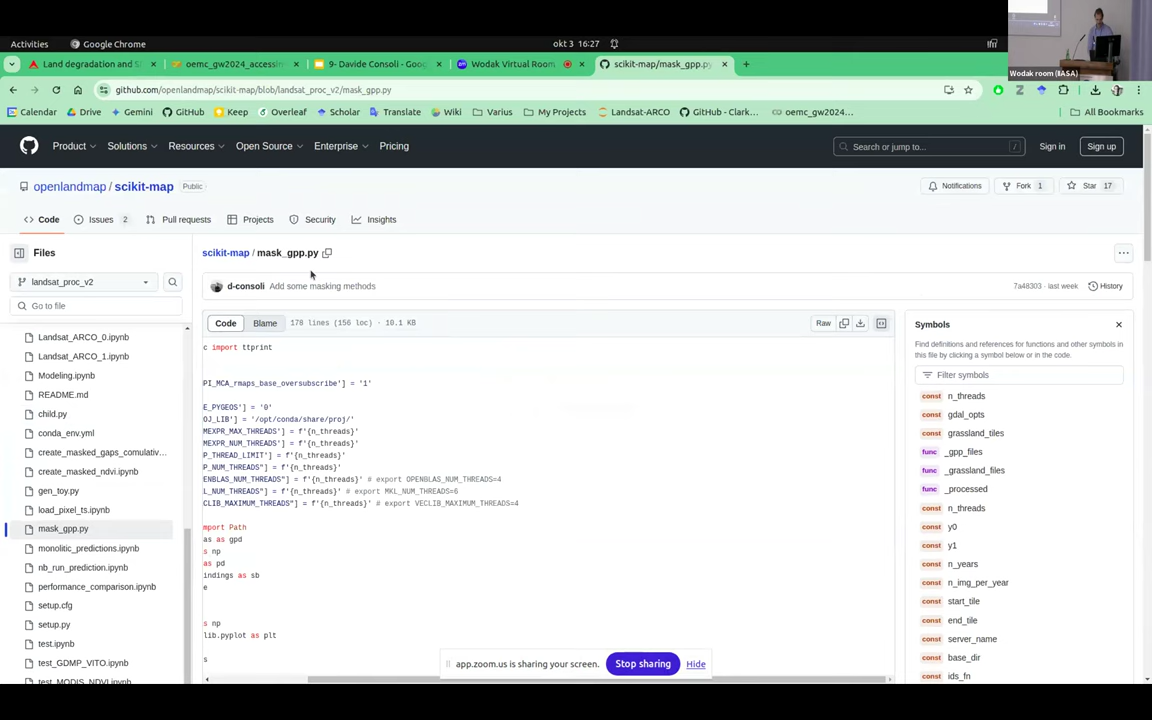 Activities
Google Chrome
okt 3 16:27
Wodak room (IIASA)
Land degradation and S
oemc_gw2024_accessin
9- Davide Consoli - Goog
Wodak Virtual Room
scikit-map/mask_gpp.py
github.com/openlandmap/scikit-map/blob/landsat_proc_v2/mask_gpp.py
Calendar
Drive
Gemini
GitHub
Keep
Overleaf
Scholar
Translate
Wiki
Varius
My Projects
Landsat-ARCO
GitHub - Clark...
oemc_gw2024...
All Bookmarks
Product
Solutions
Resources
Open Source
Enterprise
Pricing
Search or jump to...
Sign in
Sign up
openlandmap / scikit-map
Public
Notifications
Fork 1
Star 17
Code
Issues 2
Pull requests
Projects
Security
Insights
Files
landsat_proc_v2
Go to file
Landsat_ARCO_0.ipynb
Landsat_ARCO_1.ipynb
Modeling.ipynb
README.md
child.py
conda_env.yml
create_masked_gaps_comulativ...
create_masked_ndvi.ipynb
gen_toy.py
load_pixel_ts.ipynb
mask_gpp.py
monolitic_predictions.ipynb
nb_run_prediction.ipynb
performance_comparison.ipynb
setup.cfg
setup.py
test.ipynb
test_GDMP_VITO.ipynb
test_MODIS_NDVI.ipynb
scikit-map / mask_gpp.py
d-consoli Add some masking methods
7a48303 · last week
History
Code
Blame
178 lines (156 loc) · 10.1 KB
Raw
c import ttprint
PI_MCA_rmaps_base_oversubscribe'] = '1'
E_PYGEOS'] = '0'
OJ_LIB'] = '/opt/conda/share/proj/'
MEXPR_MAX_THREADS'] = f'{n_threads}'
MEXPR_NUM_THREADS'] = f'{n_threads}'
P_THREAD_LIMIT'] = f'{n_threads}'
P_NUM_THREADS"] = f'{n_threads}'
ENBLAS_NUM_THREADS"] = f'{n_threads}' # export OPENBLAS_NUM_THREADS=4
L_NUM_THREADS"] = f'{n_threads}' # export MKL_NUM_THREADS=6
CLIB_MAXIMUM_THREADS"] = f'{n_threads}' # export VECLIB_MAXIMUM_THREADS=4
mport Path
as as gpd
s np
as pd
indings as sb
e
s np
lib.pyplot as plt
s
Symbols
Find definitions and references for functions and other symbols in
this file by clicking a symbol below or in the code.
Filter symbols
const n_threads
const gdal_opts
const grassland_tiles
func _gpp_files
func _grassland_files
func _processed
const n_threads
const y0
const y1
const n_years
const n_img_per_year
const start_tile
const end_tile
const server_name
const base_dir
const ids_fn
app.zoom.us is sharing your screen.
Stop sharing
Hide